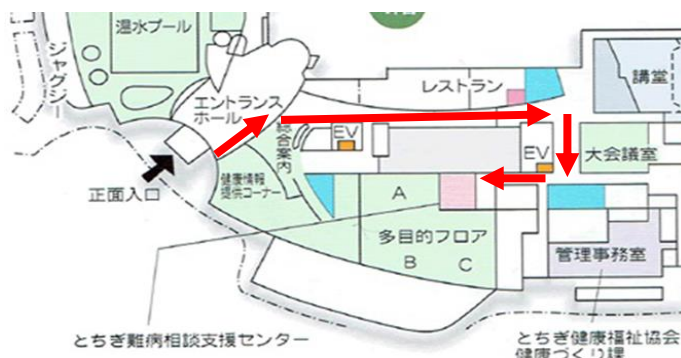 温水プール
ジャグジー
エントランス
ホール
レストラン
講堂
総合案内
EV
EV
大会議室
正面入口
健康情報
提供コーナー
A
多目的フロア
B
C
管理事務室
とちぎ難病相談支援センター
とちぎ健康福祉協会
健康づくり課